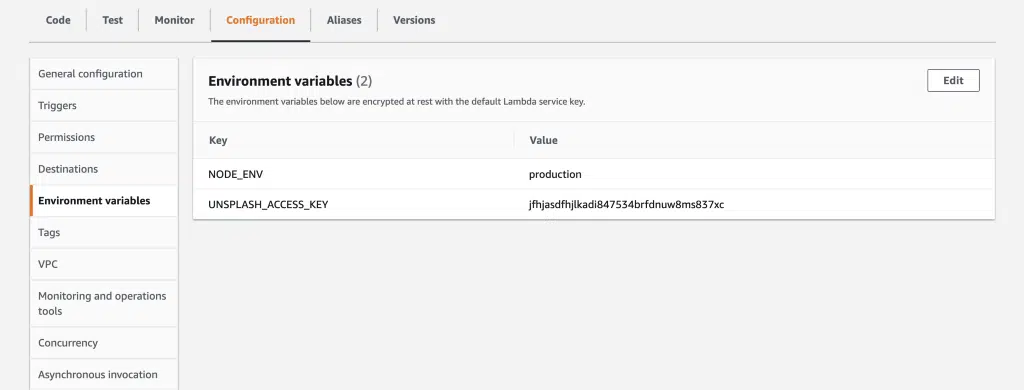 Code Test Monitor Configuration Aliases Versions
General configuration
Triggers
Permissions
Destinations
Environment variables
Tags
VPC
Monitoring and operations
tools
Concurrency
Asynchronous invocation
Environment variables (2) Edit
The environment variables below are encrypted at rest with the default Lambda service key.
Key Value
NODE_ENV production
UNSPLASH_ACCESS_KEY jfhjasdfhjlkadi847534brfdnuw8ms837xc